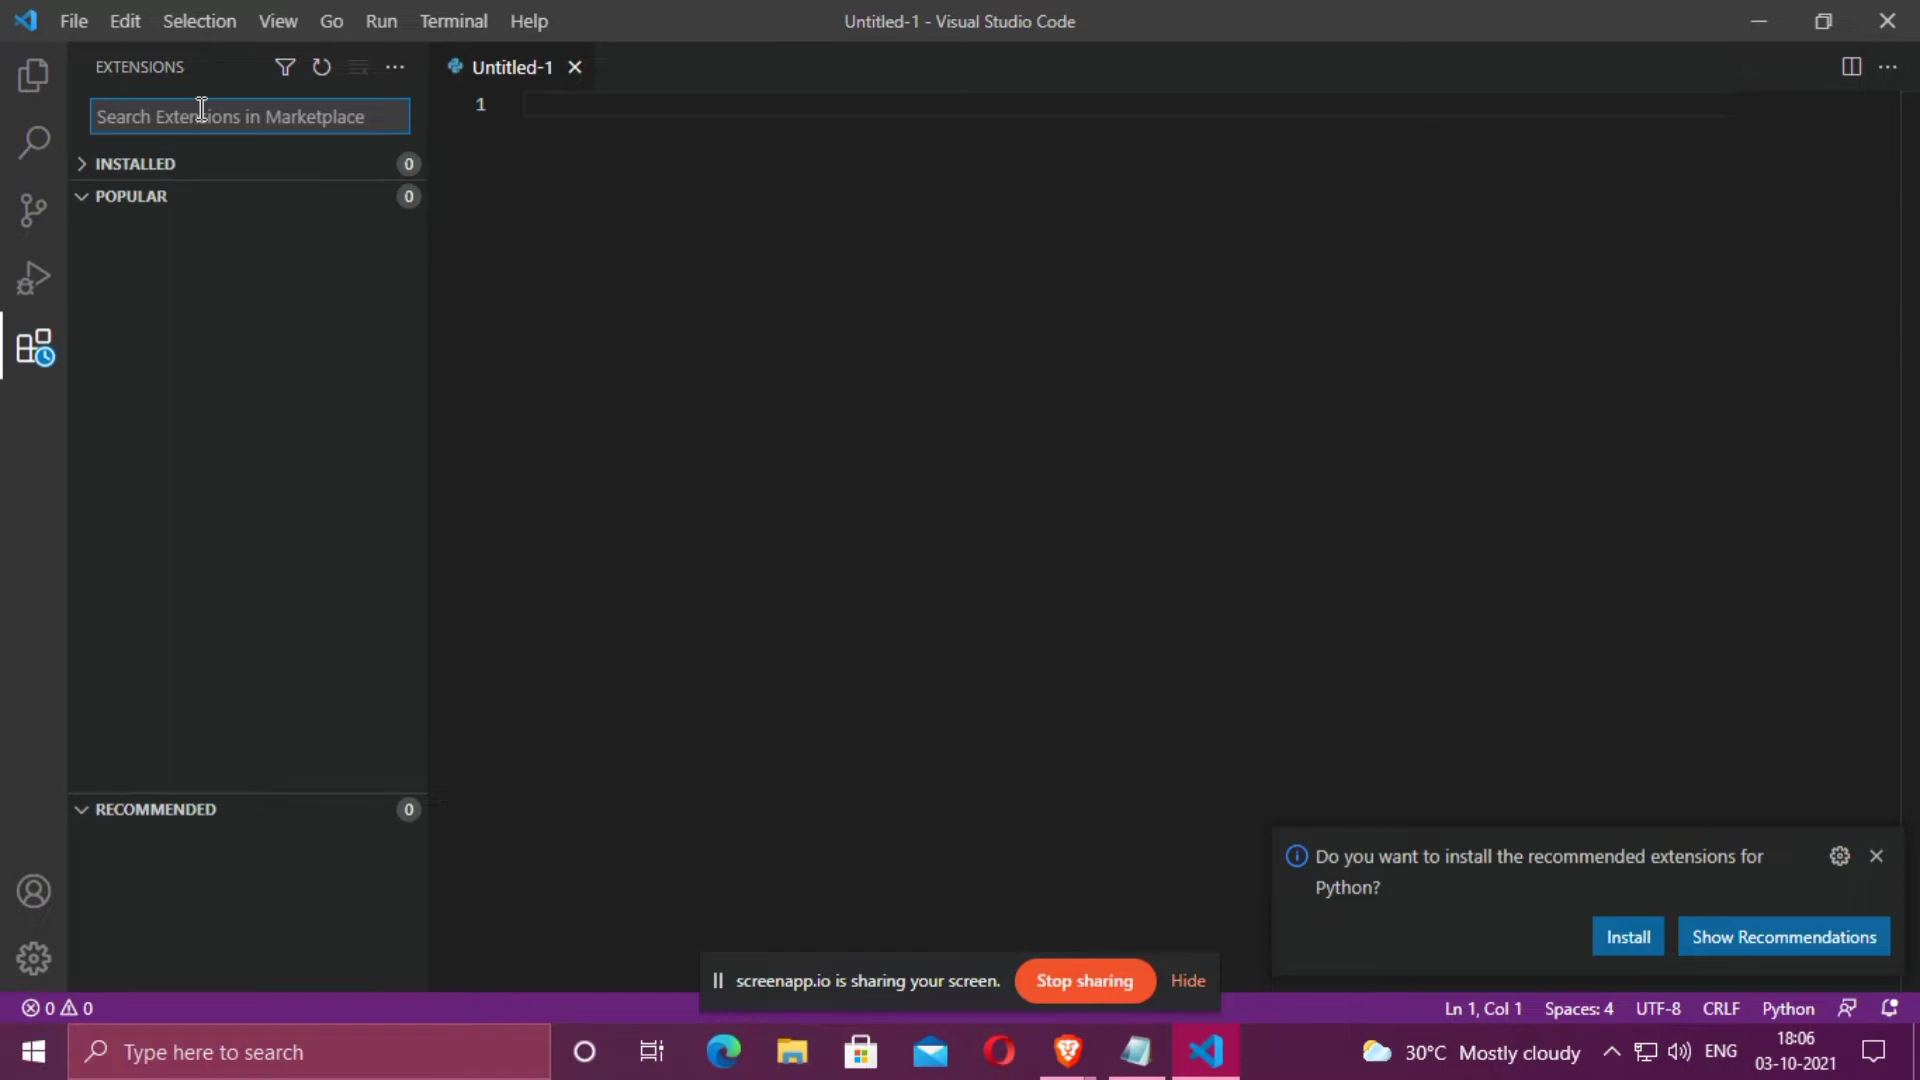 File Edit Selection View Go Run Terminal Help
Untitled-1 - Visual Studio Code
EXTENSIONS
Untitled-1
Search Extensions in Marketplace
1
INSTALLED 0
POPULAR 0
RECOMMENDED 0
Do you want to install the recommended extensions for
Python?
Install Show Recommendations
screenapp.io is sharing your screen. Stop sharing Hide
0 0
Ln 1, Col 1 Spaces: 4 UTF-8 CRLF Python
Type here to search
30°C Mostly cloudy
ENG
18:06
03-10-2021